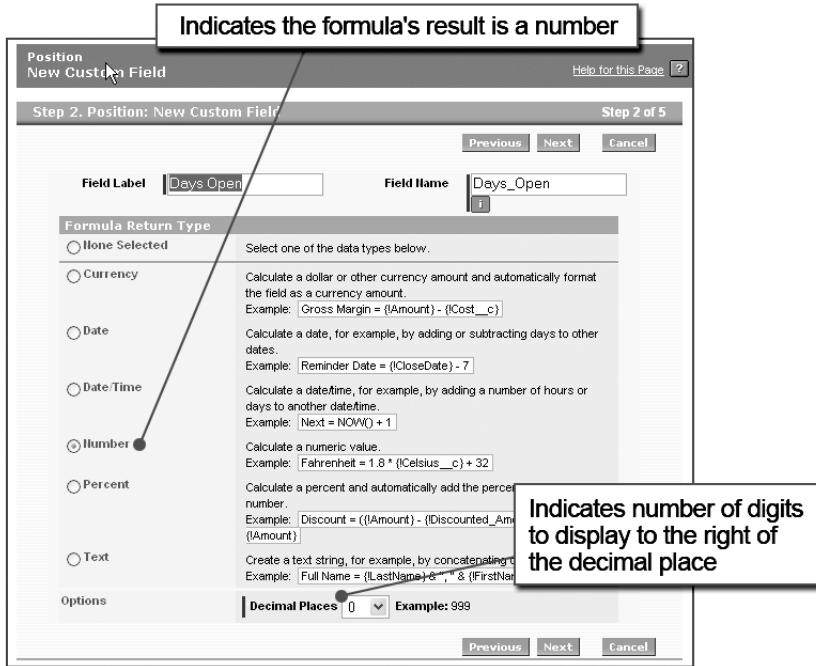 Indicates the formula's result is a number
Position
New Custom Field
Help for this Page ?
Step 2. Position: New Custom Field
Step 2 of 5
Previous Next Cancel
Field Label Days Open Field Name Days_Open
i
Formula Return Type
None Selected Select one of the data types below.
Currency Calculate a dollar or other currency amount and automatically format
the field as a currency amount.
Example: Gross Margin = {!Amount} - {!Cost__c}
Date Calculate a date, for example, by adding or subtracting days to other
dates.
Example: Reminder Date = {!CloseDate} - 7
Date/Time Calculate a date/time, for example, by adding a number of hours or
days to another date/time.
Example: Next = NOW() + 1
Number Calculate a numeric value.
Example: Fahrenheit = 1.8 * {!Celsius__c} + 32
Percent Calculate a percent and automatically add the percen
number.
Example: Discount = ({!Amount} - {!Discounted_Am
{!Amount}
Indicates number of digits
to display to the right of
the decimal place
Text Create a text string, for example, by concatenating
Example: Full Name = {!LastName} & ", " & {!FirstNa
Options Decimal Places 0 Example: 999
Previous Next Cancel